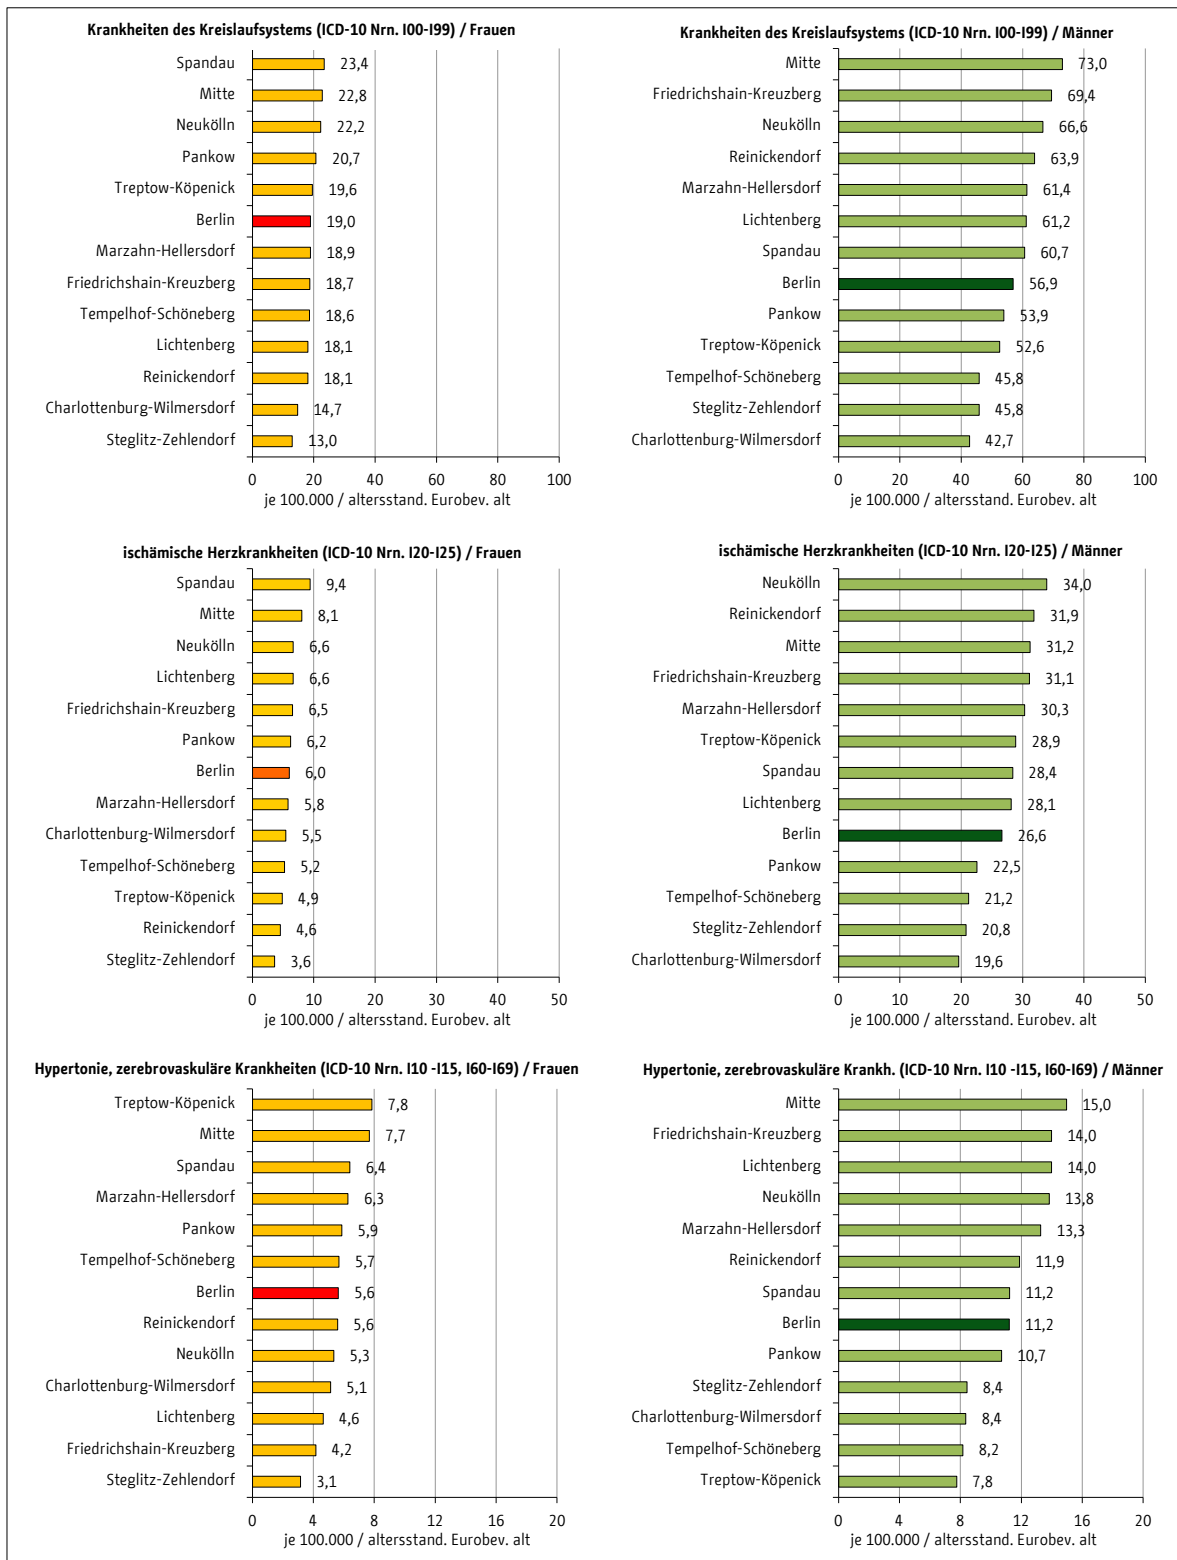 Krankheiten des Kreislaufsystems (ICD-10 Nrn. I00-I99) / Frauen
Spandau 23,4
Mitte 22,8
Neukölln 22,2
Pankow 20,7
Treptow-Köpenick 19,6
Berlin 19,0
Marzahn-Hellersdorf 18,9
Friedrichshain-Kreuzberg 18,7
Tempelhof-Schöneberg 18,6
Lichtenberg 18,1
Reinickendorf 18,1
Charlottenburg-Wilmersdorf 14,7
Steglitz-Zehlendorf 13,0
0 20 40 60 80 100
je 100.000 / altersstand. Eurobev. alt
Krankheiten des Kreislaufsystems (ICD-10 Nrn. I00-I99) / Männer
Mitte 73,0
Friedrichshain-Kreuzberg 69,4
Neukölln 66,6
Reinickendorf 63,9
Marzahn-Hellersdorf 61,4
Lichtenberg 61,2
Spandau 60,7
Berlin 56,9
Pankow 53,9
Treptow-Köpenick 52,6
Tempelhof-Schöneberg 45,8
Steglitz-Zehlendorf 45,8
Charlottenburg-Wilmersdorf 42,7
0 20 40 60 80 100
je 100.000 / altersstand. Eurobev. alt
ischämische Herzkrankheiten (ICD-10 Nrn. I20-I25) / Frauen
Spandau 9,4
Mitte 8,1
Neukölln 6,6
Lichtenberg 6,6
Friedrichshain-Kreuzberg 6,5
Pankow 6,2
Berlin 6,0
Marzahn-Hellersdorf 5,8
Charlottenburg-Wilmersdorf 5,5
Tempelhof-Schöneberg 5,2
Treptow-Köpenick 4,9
Reinickendorf 4,6
Steglitz-Zehlendorf 3,6
0 10 20 30 40 50
je 100.000 / altersstand. Eurobev. alt
ischämische Herzkrankheiten (ICD-10 Nrn. I20-I25) / Männer
Neukölln 34,0
Reinickendorf 31,9
Mitte 31,2
Friedrichshain-Kreuzberg 31,1
Marzahn-Hellersdorf 30,3
Treptow-Köpenick 28,9
Spandau 28,4
Lichtenberg 28,1
Berlin 26,6
Pankow 22,5
Tempelhof-Schöneberg 21,2
Steglitz-Zehlendorf 20,8
Charlottenburg-Wilmersdorf 19,6
0 10 20 30 40 50
je 100.000 / altersstand. Eurobev. alt
Hypertonie, zerebrovaskuläre Krankheiten (ICD-10 Nrn. I10 -I15, I60-I69) / Frauen
Treptow-Köpenick 7,8
Mitte 7,7
Spandau 6,4
Marzahn-Hellersdorf 6,3
Pankow 5,9
Tempelhof-Schöneberg 5,7
Berlin 5,6
Reinickendorf 5,6
Neukölln 5,3
Charlottenburg-Wilmersdorf 5,1
Lichtenberg 4,6
Friedrichshain-Kreuzberg 4,2
Steglitz-Zehlendorf 3,1
0 4 8 12 16 20
je 100.000 / altersstand. Eurobev. alt
Hypertonie, zerebrovaskuläre Krankh. (ICD-10 Nrn. I10 -I15, I60-I69) / Männer
Mitte 15,0
Friedrichshain-Kreuzberg 14,0
Lichtenberg 14,0
Neukölln 13,8
Marzahn-Hellersdorf 13,3
Reinickendorf 11,9
Spandau 11,2
Berlin 11,2
Pankow 10,7
Steglitz-Zehlendorf 8,4
Charlottenburg-Wilmersdorf 8,4
Tempelhof-Schöneberg 8,2
Treptow-Köpenick 7,8
0 4 8 12 16 20
je 100.000 / altersstand. Eurobev. alt